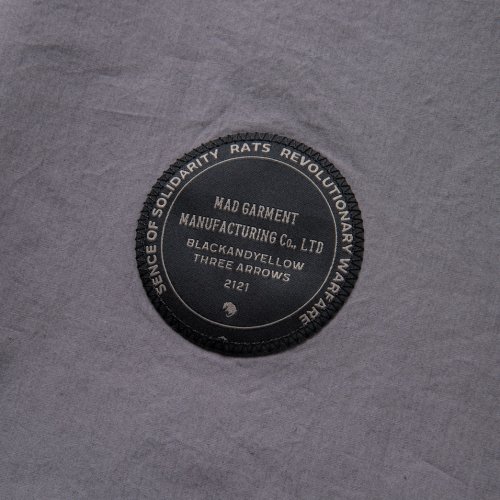 SENCE OF SOLIDARITY RATS REVOLUTIONARY WARFARE
MAD GARMENT
MANUFACTURING Co., LTD
BLACKANDYELLOW
THREE ARROWS
2121